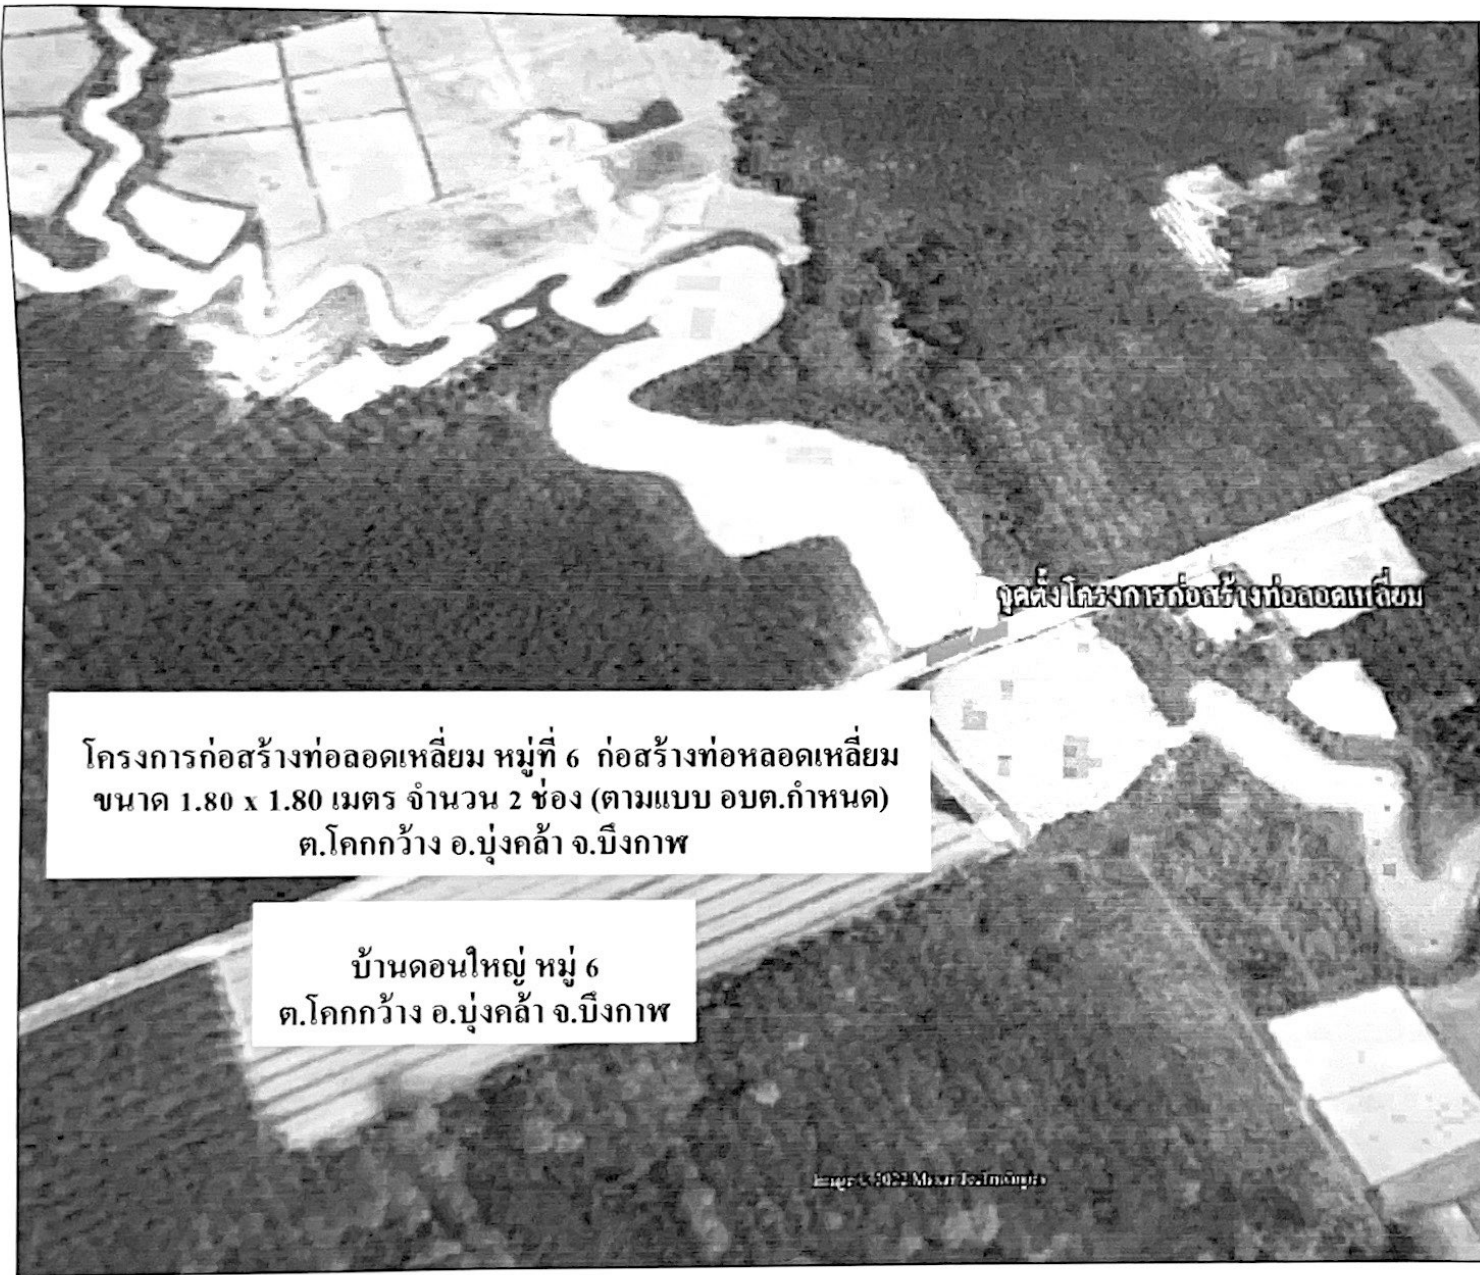 จุดตั้งโครงการก่อสร้างท่อลอดเหลี่ยม
โครงการก่อสร้างท่อลอดเหลี่ยม หมู่ที่ 6 ก่อสร้างท่อหลอดเหลี่ยม
ขนาด 1.80 x 1.80 เมตร จำนวน 2 ช่อง (ตามแบบ อบต.กำหนด)
ต.โคกกว้าง อ.บุ่งคล้า จ.บึงกาฬ
บ้านดอนใหญ่ หมู่ 6
ต.โคกกว้าง อ.บุ่งคล้า จ.บึงกาฬ
Image © 2022 Maxar Technologies